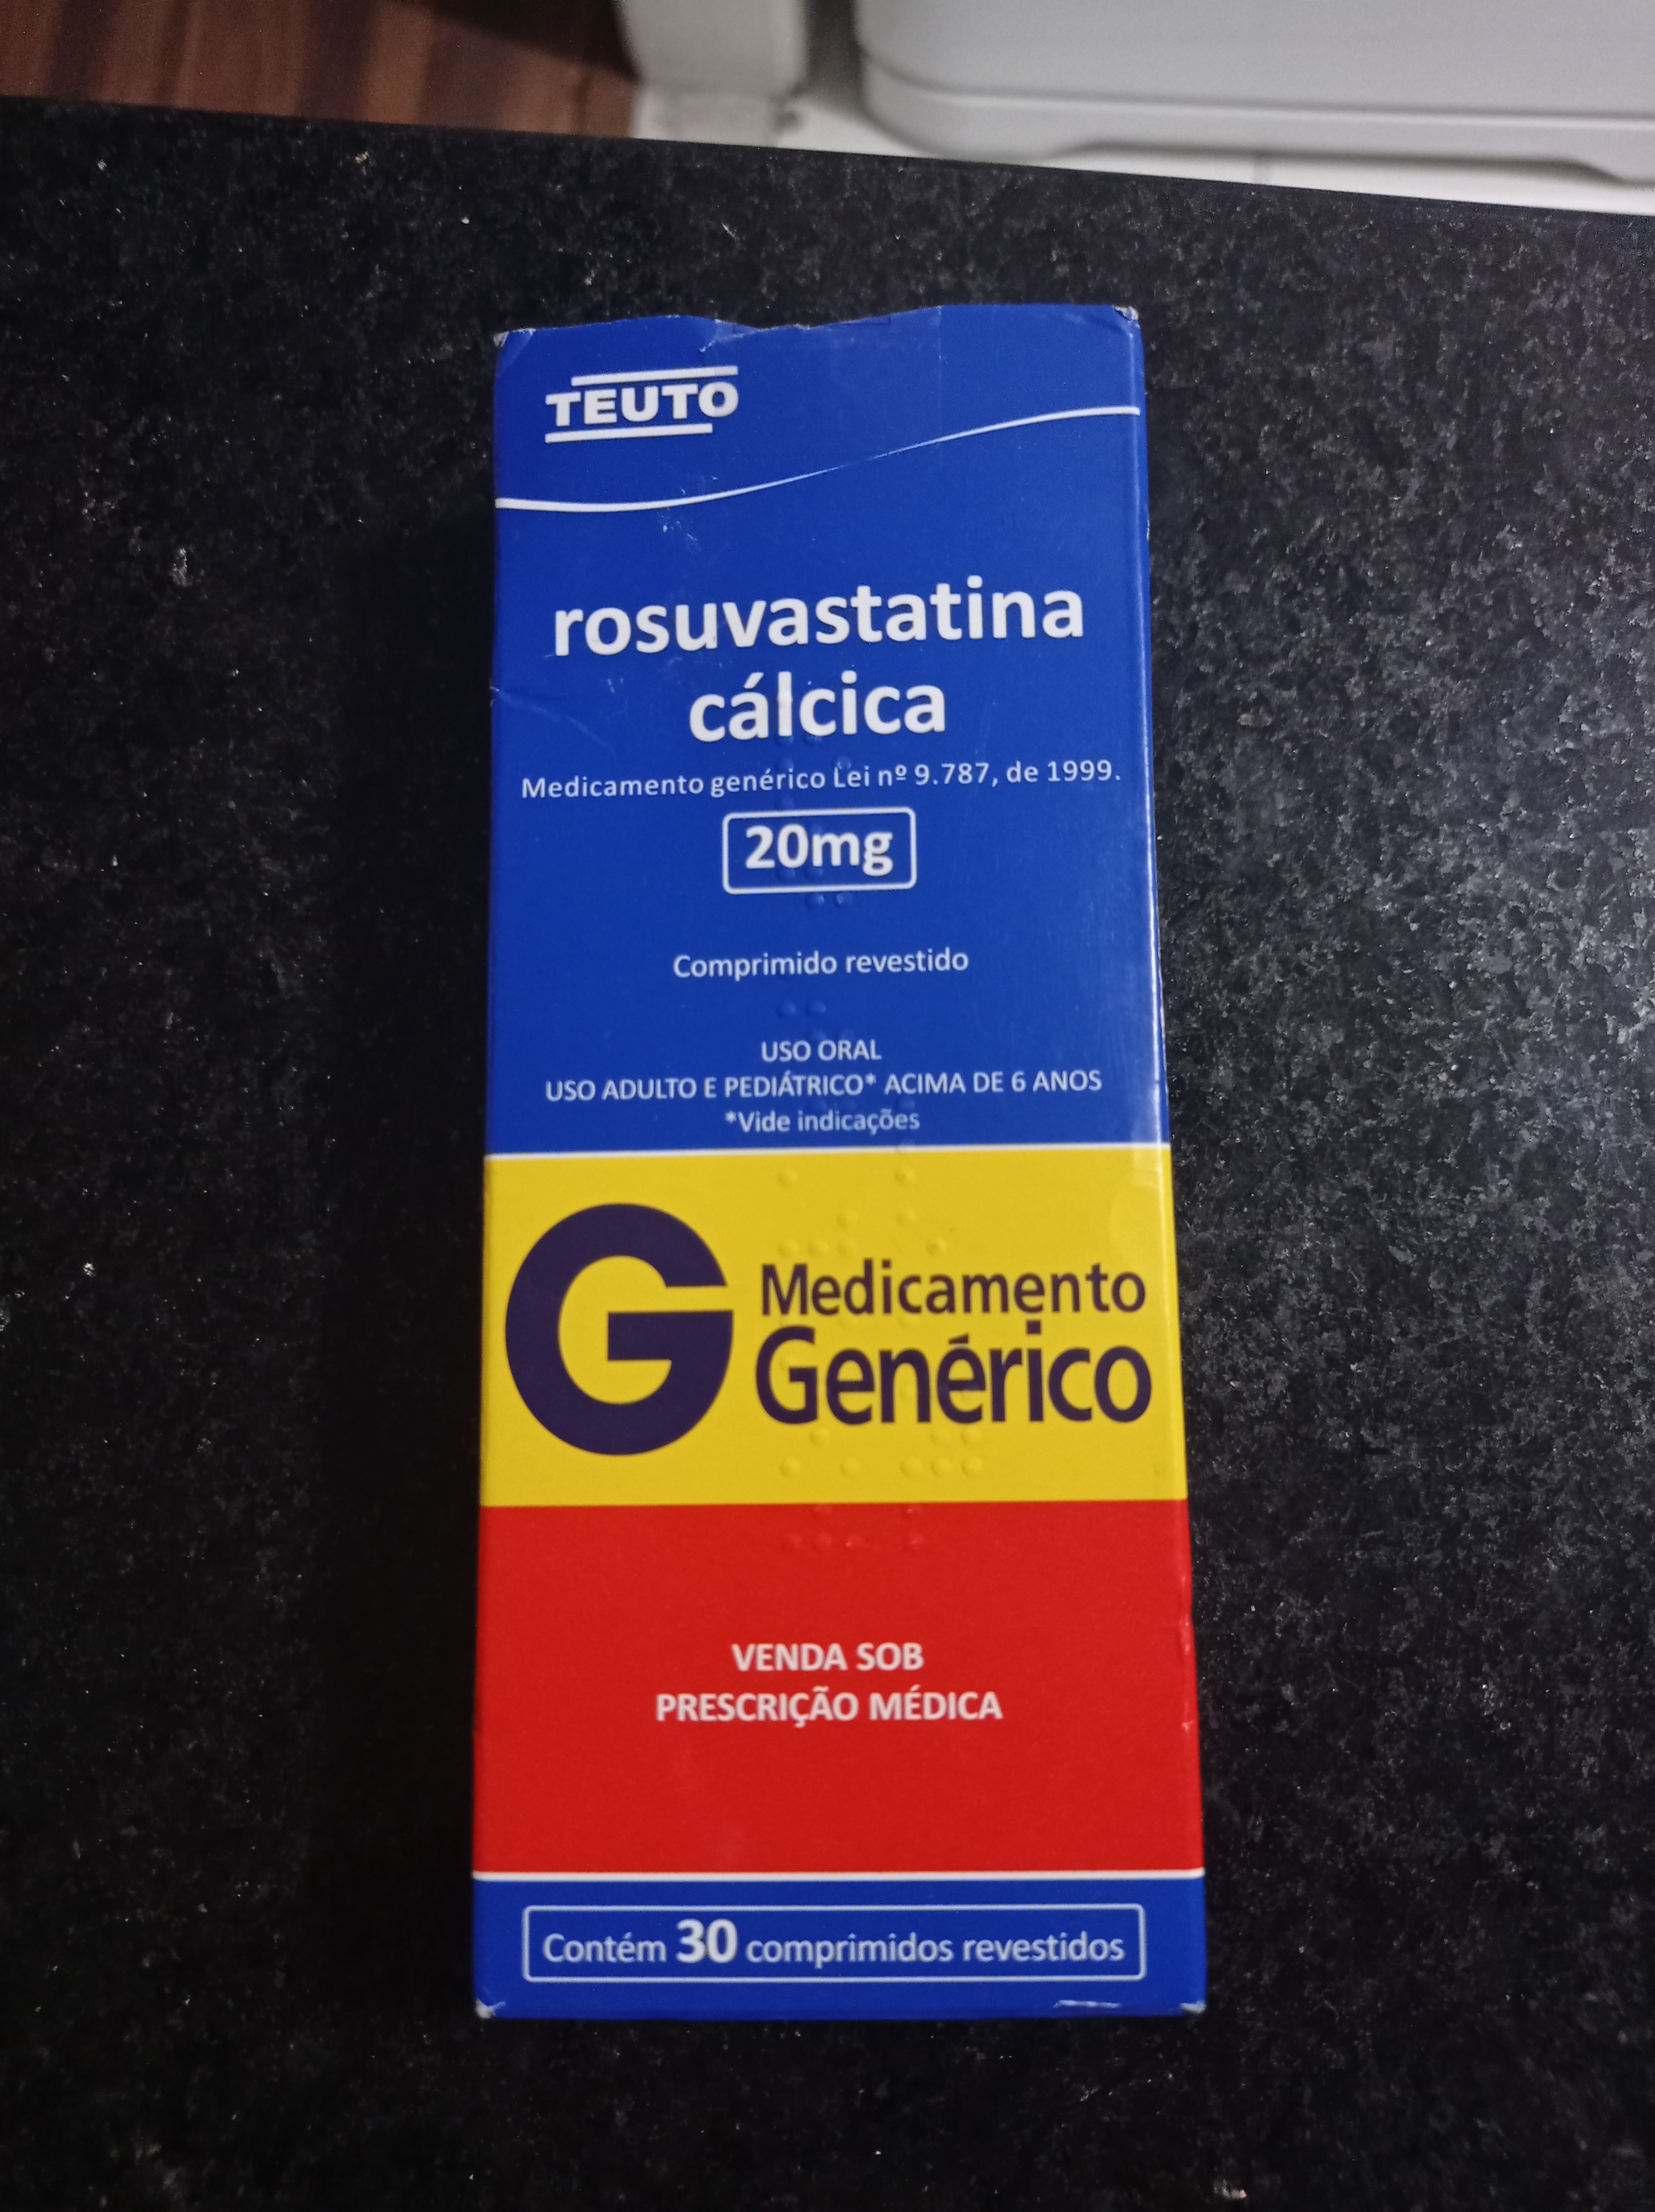 TEUTO
rosuvastatina
cálcica
Medicamento genérico Lei nº 9.787, de 1999.
20mg
Comprimido revestido
USO ORAL
USO ADULTO E PEDIÁTRICO* ACIMA DE 6 ANOS
*Vide indicações
G Medicamento
Genérico
VENDA SOB
PRESCRIÇÃO MÉDICA
Contém 30 comprimidos revestidos